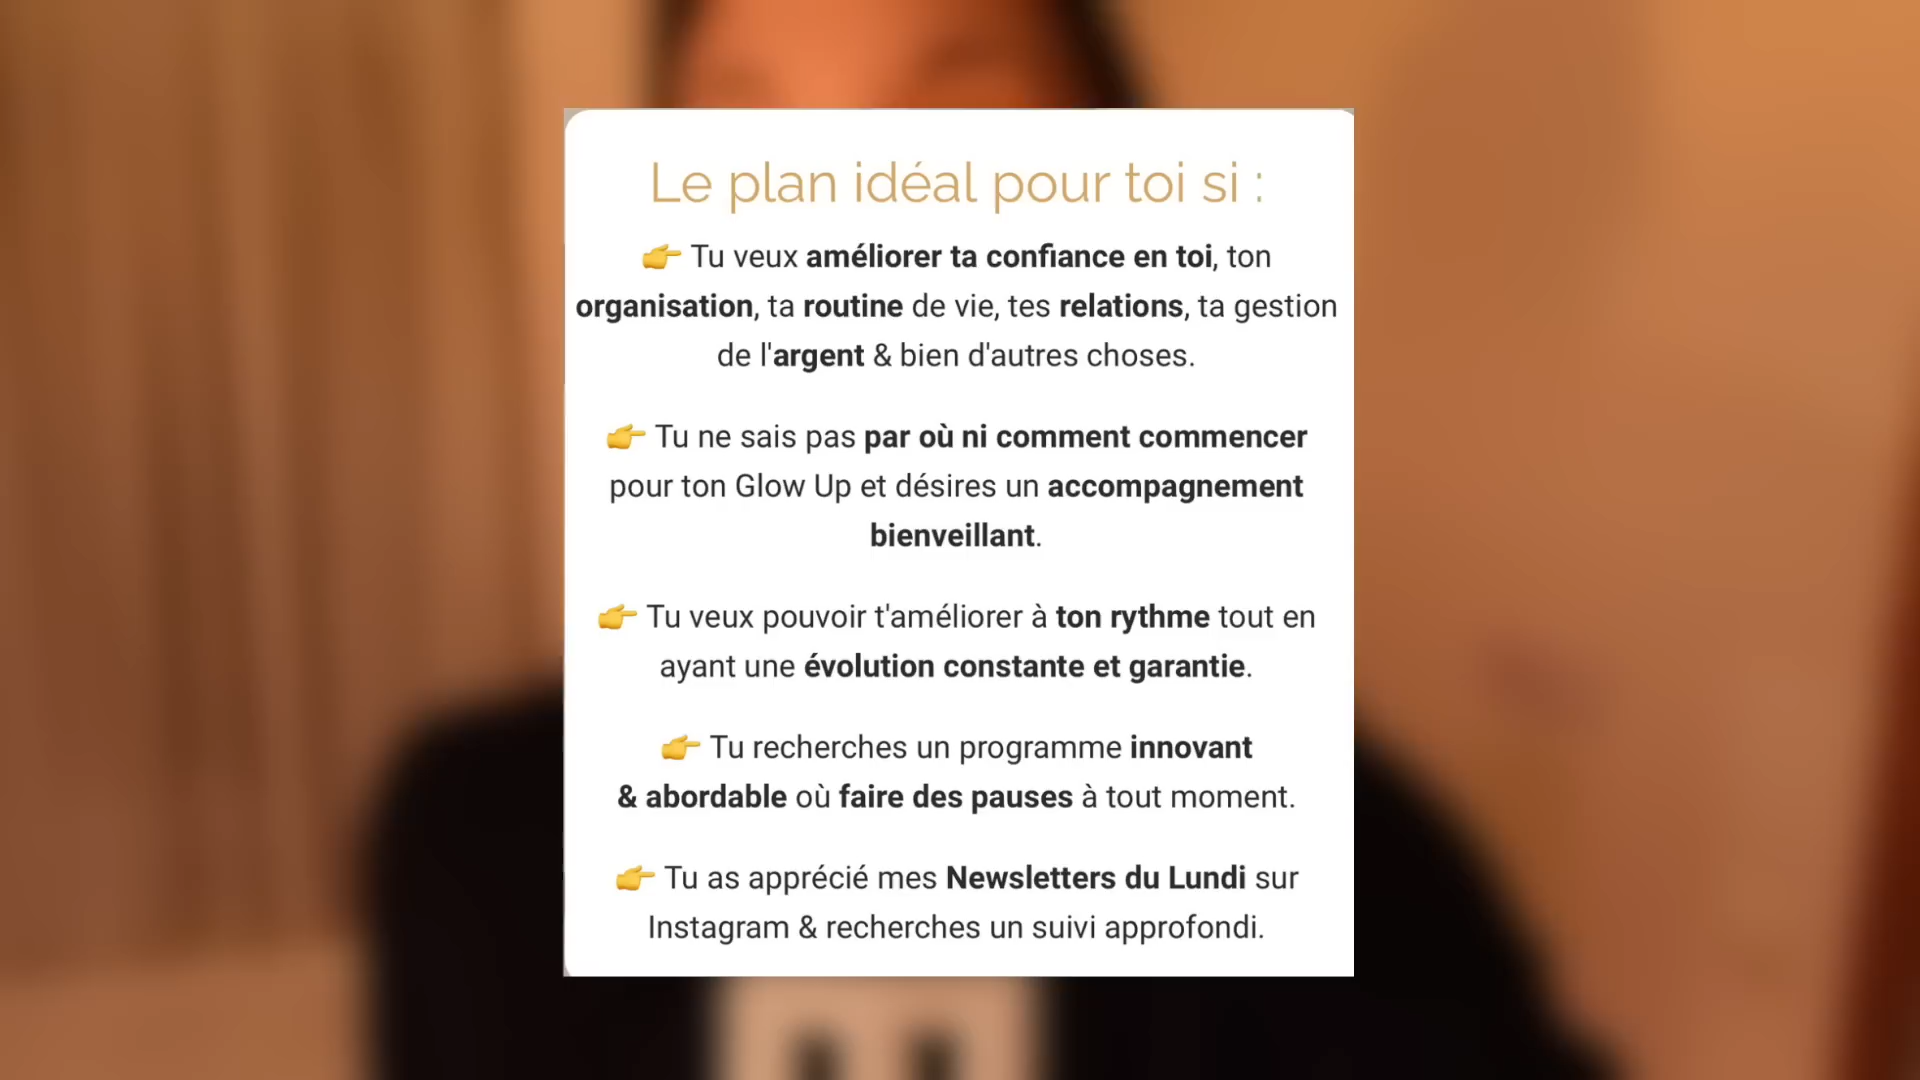 Le plan idéal pour toi si :
👉 Tu veux améliorer ta confiance en toi, ton
organisation, ta routine de vie, tes relations, ta gestion
de l'argent & bien d'autres choses.
👉 Tu ne sais pas par où ni comment commencer
pour ton Glow Up et désires un accompagnement
bienveillant.
👉 Tu veux pouvoir t'améliorer à ton rythme tout en
ayant une évolution constante et garantie.
👉 Tu recherches un programme innovant
& abordable où faire des pauses à tout moment.
👉 Tu as apprécié mes Newsletters du Lundi sur
Instagram & recherches un suivi approfondi.